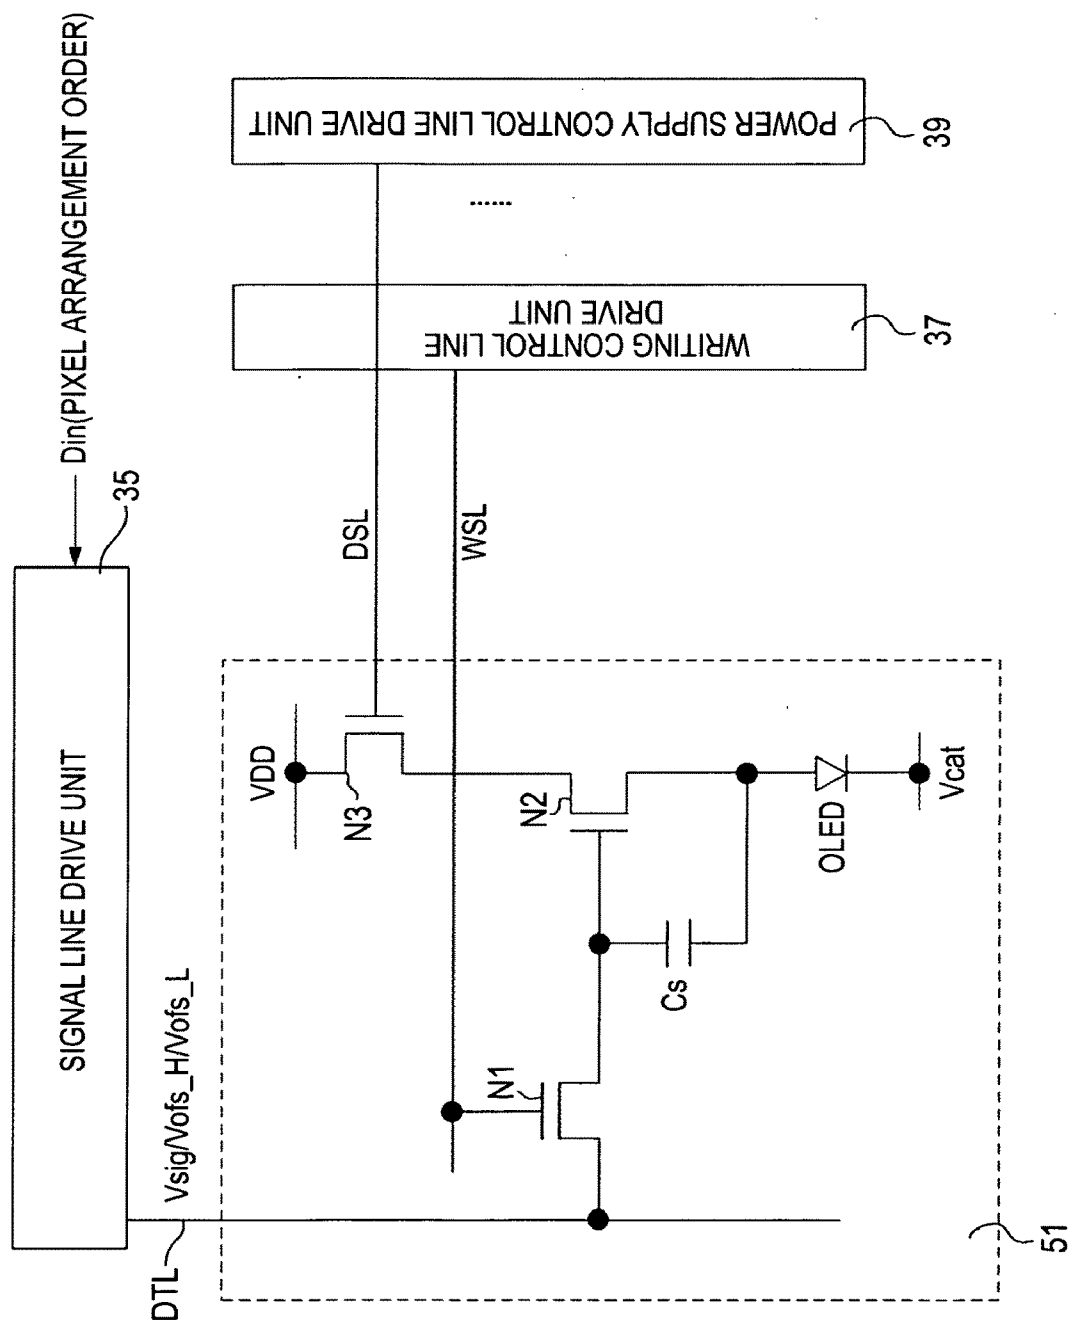 Din(PIXEL ARRANGEMENT ORDER)
35
SIGNAL LINE DRIVE UNIT
POWER SUPPLY CONTROL LINE DRIVE UNIT
39
......
WRITING CONTROL LINE
DRIVE UNIT
37
DSL
WSL
Vsig/Vofs_H/Vofs_L
DTL
VDD
N3
N2
N1
Cs
OLED
Vcat
51